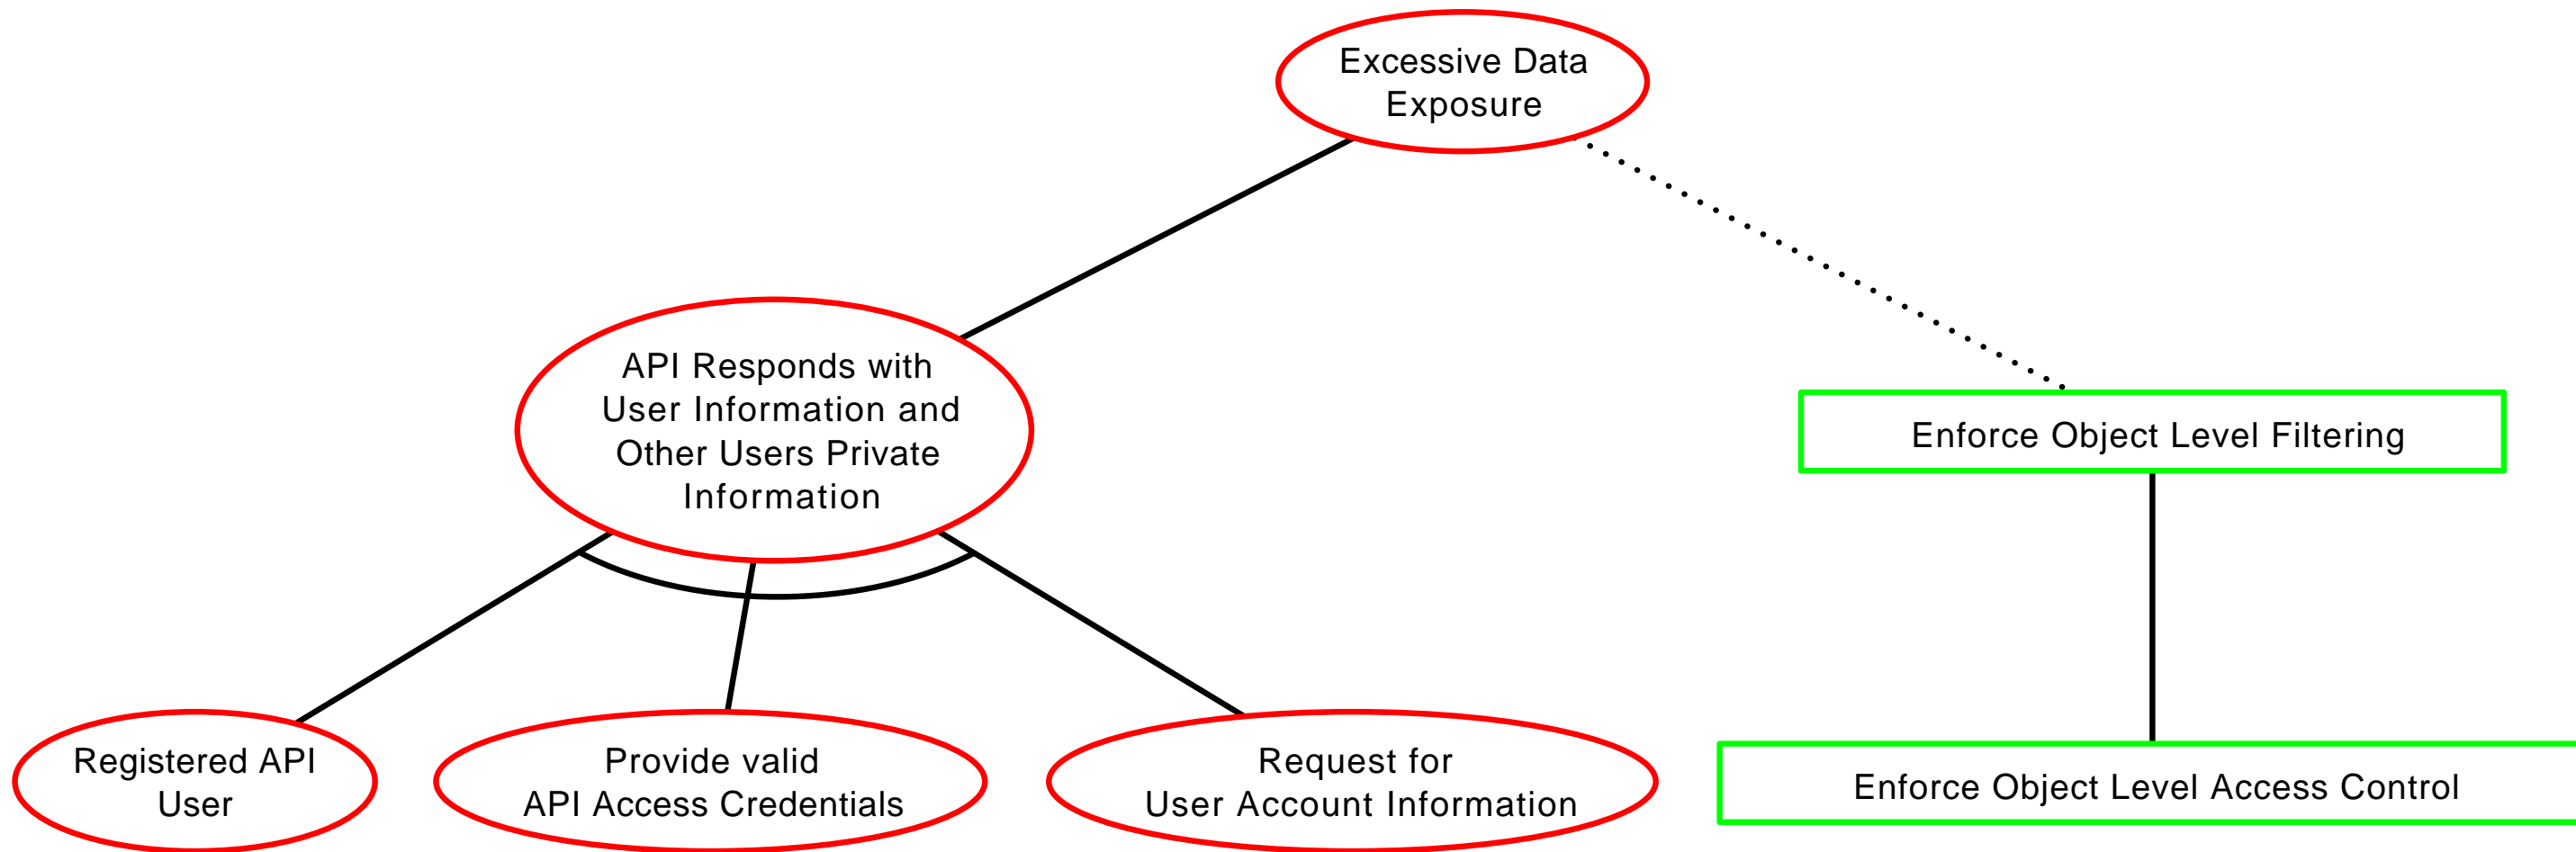 Excessive Data
Exposure
API Responds with
User Information and
Other Users Private
Information
Enforce Object Level Filtering
Registered API
User
Provide valid
API Access Credentials
Request for
User Account Information
Enforce Object Level Access Control